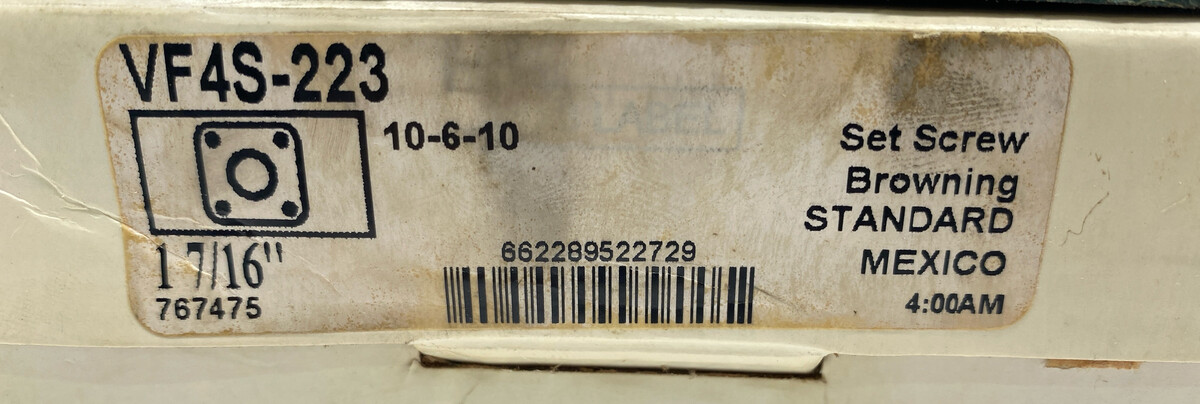 VF4S-223
10-6-10
1 7/16"
767475
662289522729
Set Screw
Browning
STANDARD
MEXICO
4:00AM